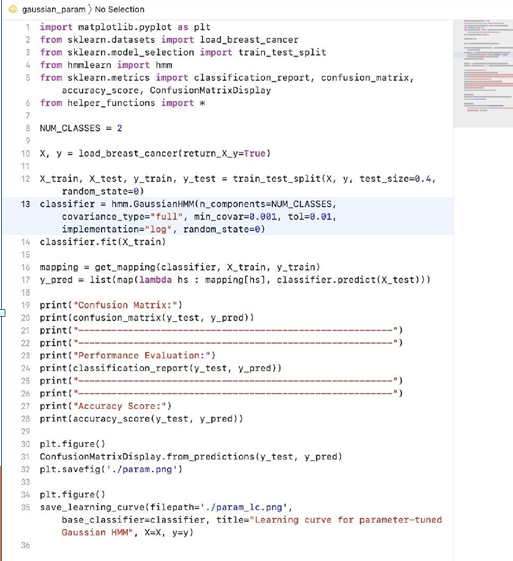 gaussian_param 〉No Selection
1 import matplotlib.pyplot as plt
2 from sklearn.datasets import load_breast_cancer
3 from sklearn.model_selection import train_test_split
4 from hmmlearn import hmm
5 from sklearn.metrics import classification_report, confusion_matrix,
accuracy_score, ConfusionMatrixDisplay
6 from helper_functions import *
7
8 NUM_CLASSES = 2
9
10 X, y = load_breast_cancer(return_X_y=True)
11
12 X_train, X_test, y_train, y_test = train_test_split(X, y, test_size=0.4,
random_state=0)
13 classifier = hmm.GaussianHMM(n_components=NUM_CLASSES,
covariance_type="full", min_covar=0.001, tol=0.01,
implementation="log", random_state=0)
14 classifier.fit(X_train)
15
16 mapping = get_mapping(classifier, X_train, y_train)
17 y_pred = list(map(lambda hs : mapping[hs], classifier.predict(X_test)))
18
19 print("Confusion Matrix:")
20 print(confusion_matrix(y_test, y_pred))
21 print("------------------------------------------------------")
22 print("------------------------------------------------------")
23 print("Performance Evaluation:")
24 print(classification_report(y_test, y_pred))
25 print("------------------------------------------------------")
26 print("------------------------------------------------------")
27 print("Accuracy Score:")
28 print(accuracy_score(y_test, y_pred))
29
30 plt.figure()
31 ConfusionMatrixDisplay.from_predictions(y_test, y_pred)
32 plt.savefig('./param.png')
33
34 plt.figure()
35 save_learning_curve(filepath='./param_lc.png',
base_classifier=classifier, title="Learning curve for parameter-tuned
Gaussian HMM", X=X, y=y)
36